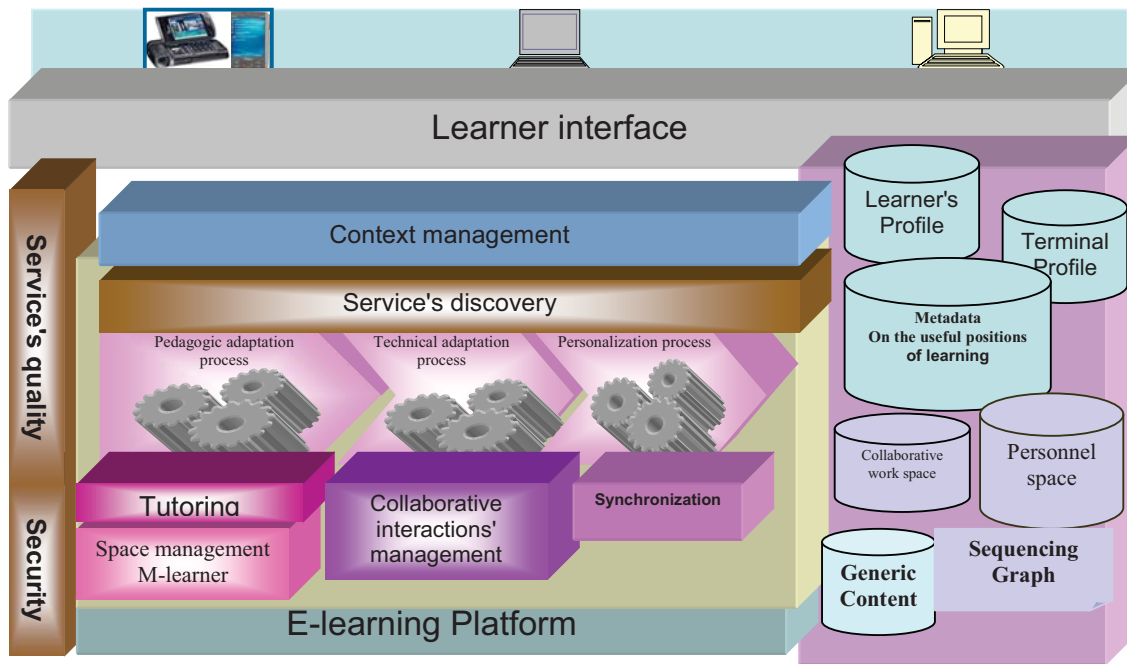 Learner interface
Service's quality
Security
Context management
Service's discovery
Pedagogic adaptation
process
Technical adaptation
process
Personalization process
Tutoring
Space management
M-learner
Collaborative
interactions'
management
Synchronization
E-learning Platform
Learner's
Profile
Terminal
Profile
Metadata
On the useful positions
of learning
Collaborative
work space
Personnel
space
Generic
Content
Sequencing
Graph